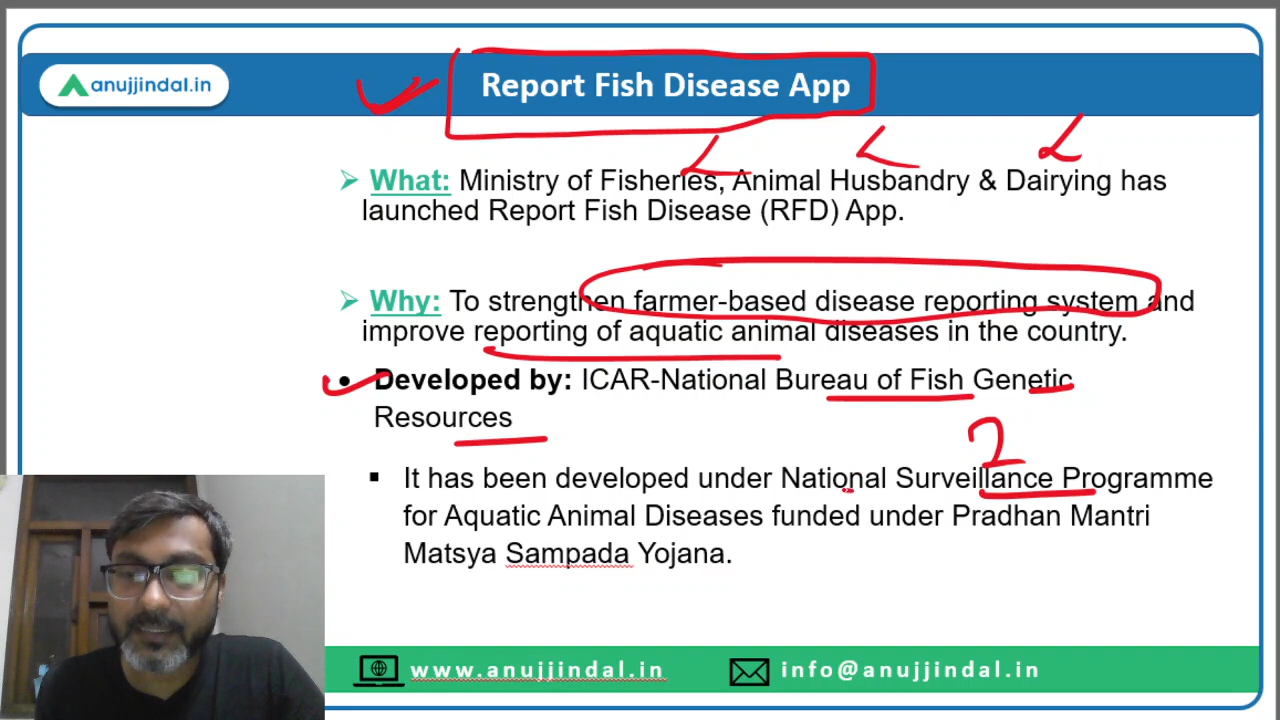 anujjindal.in
Report Fish Disease App
What: Ministry of Fisheries, Animal Husbandry & Dairying has
launched Report Fish Disease (RFD) App.
Why: To strengthen farmer-based disease reporting system and
improve reporting of aquatic animal diseases in the country.
Developed by: ICAR-National Bureau of Fish Genetic
Resources
2
It has been developed under National Surveillance Programme
for Aquatic Animal Diseases funded under Pradhan Mantri
Matsya Sampada Yojana.
www.anujjindal.in info@anujjindal.in